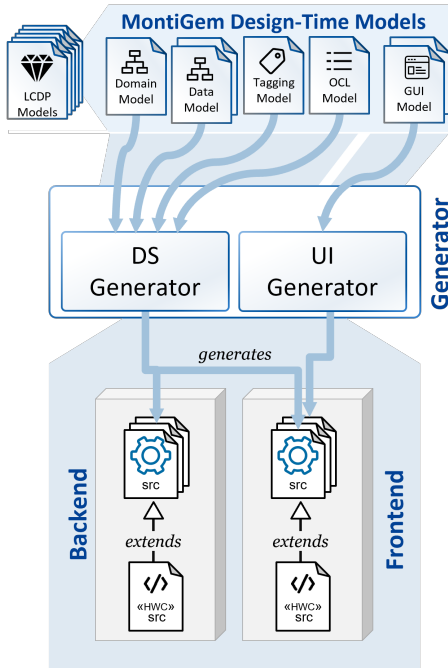 MontiGem Design-Time Models
LCDP
Models
Domain
Model
Data
Model
Tagging
Model
OCL
Model
GUI
Model
Generator
DS
Generator
UI
Generator
generates
Backend
Frontend
src
src
extends
extends
«HWC»
src
«HWC»
src